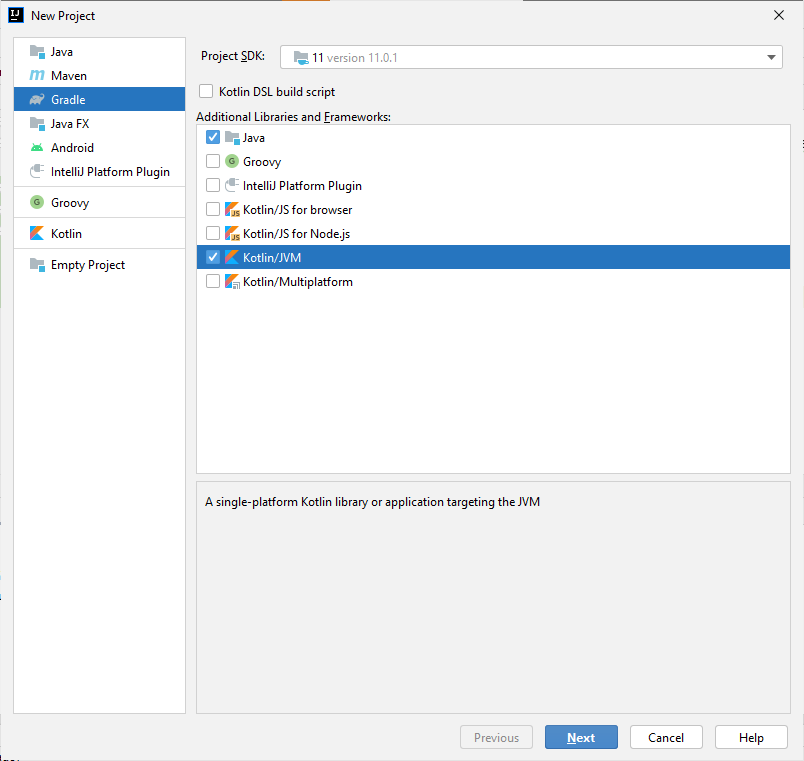 New Project
Java
Maven
Gradle
Java FX
Android
IntelliJ Platform Plugin
Groovy
Kotlin
Empty Project
Project SDK: 11 version 11.0.1
Kotlin DSL build script
Additional Libraries and Frameworks:
Java
Groovy
IntelliJ Platform Plugin
Kotlin/JS for browser
Kotlin/JS for Node.js
Kotlin/JVM
Kotlin/Multiplatform
A single-platform Kotlin library or application targeting the JVM
Previous Next Cancel Help